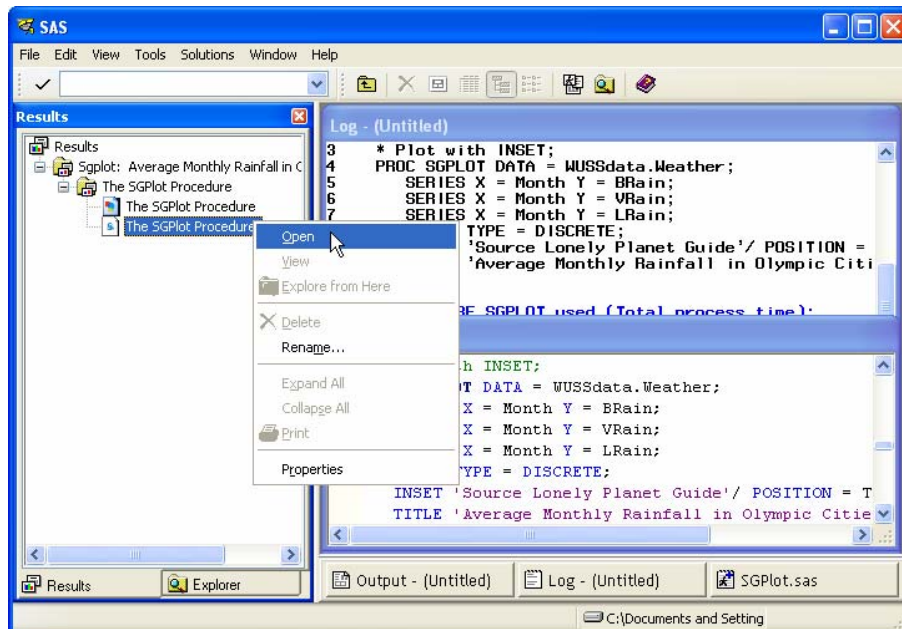 SAS
File Edit View Tools Solutions Window Help
Results
Results
Sgplot: Average Monthly Rainfall in
The SGPlot Procedure
The SGPlot Procedure
The SGPlot Procedure
Open
View
Explore from Here
Delete
Rename...
Expand All
Collapse All
Print
Properties
Log - (Untitled)
3 * Plot with INSET;
4 PROC SGPLOT DATA = WUSSdata.Weather;
5 SERIES X = Month Y = BRain;
6 SERIES X = Month Y = VRain;
7 SERIES X = Month Y = LRain;
TYPE = DISCRETE;
'Source Lonely Planet Guide'/ POSITION =
'Average Monthly Rainfall in Olympic Citi
SGPLOT used (Total process time):
h INSET;
T DATA = WUSSdata.Weather;
X = Month Y = BRain;
X = Month Y = VRain;
X = Month Y = LRain;
YPE = DISCRETE;
INSET 'Source Lonely Planet Guide'/ POSITION = T
TITLE 'Average Monthly Rainfall in Olympic Citie
Results Explorer
Output - (Untitled) Log - (Untitled) SGPlot.sas
C:\Documents and Setting